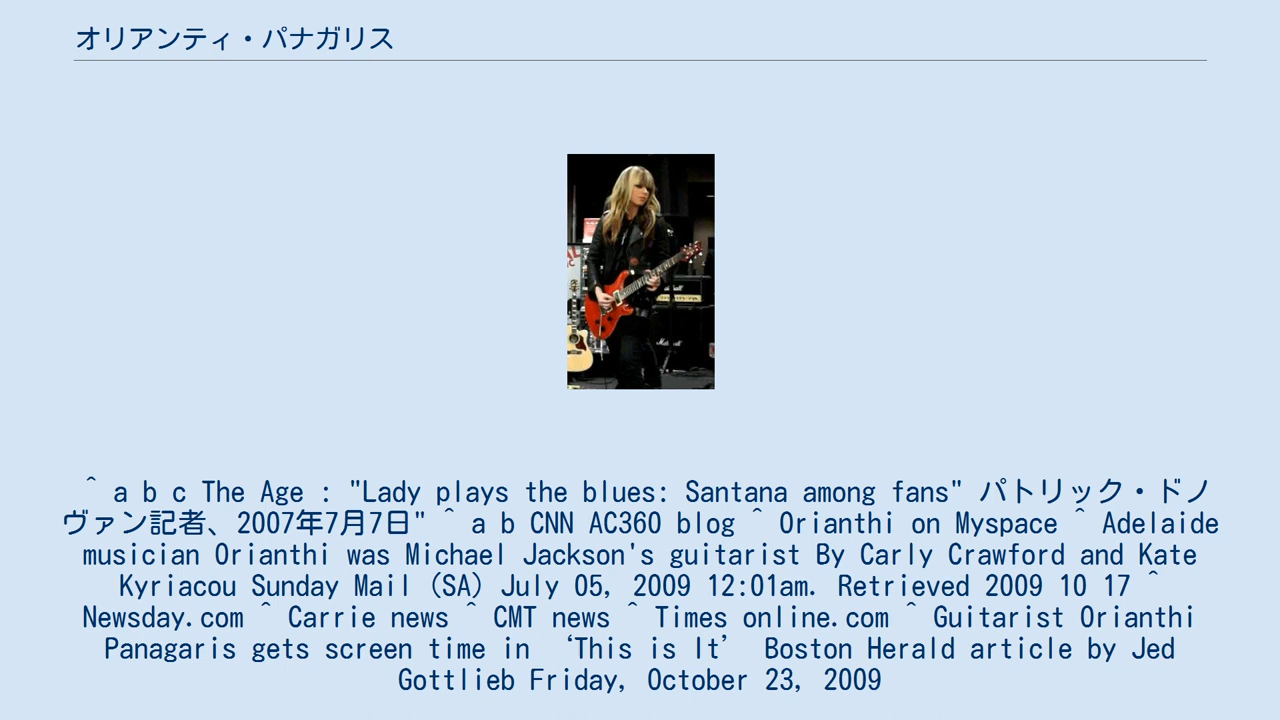 オリアンティ・パナガリス
Marshall
Marshall
^ a b c The Age : "Lady plays the blues: Santana among fans" パトリック・ドノ
ヴァン記者、2007年7月7日" ^ a b CNN AC360 blog ^ Orianthi on Myspace ^ Adelaide
musician Orianthi was Michael Jackson's guitarist By Carly Crawford and Kate
Kyriacou Sunday Mail (SA) July 05, 2009 12:01am. Retrieved 2009 10 17 ^
Newsday.com ^ Carrie news ^ CMT news ^ Times online.com ^ Guitarist Orianthi
Panagaris gets screen time in ‘This is It’ Boston Herald article by Jed
Gottlieb Friday, October 23, 2009